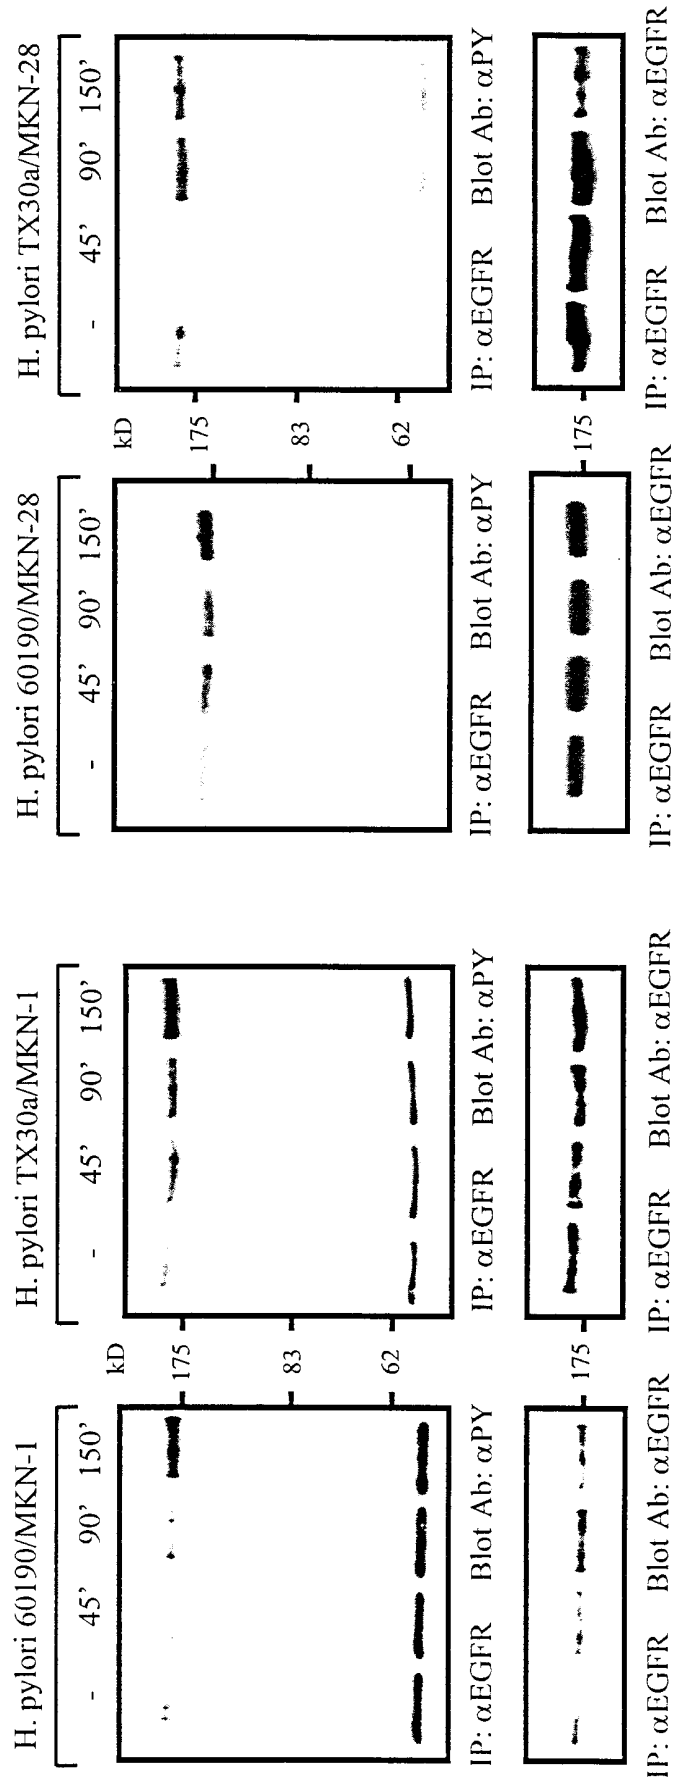 H. pylori 60190/MKN-1
- 45’ 90’ 150’
kD
175
83
62
IP: αEGFR Blot Ab: αPY
175
IP: αEGFR Blot Ab: αEGFR
H. pylori TX30a/MKN-1
- 45’ 90’ 150’
IP: αEGFR Blot Ab: αPY
IP: αEGFR Blot Ab: αEGFR
H. pylori 60190/MKN-28
- 45’ 90’ 150’
kD
175
83
62
IP: αEGFR Blot Ab: αPY
175
IP: αEGFR Blot Ab: αEGFR
H. pylori TX30a/MKN-28
- 45’ 90’ 150’
IP: αEGFR Blot Ab: αPY
IP: αEGFR Blot Ab: αEGFR